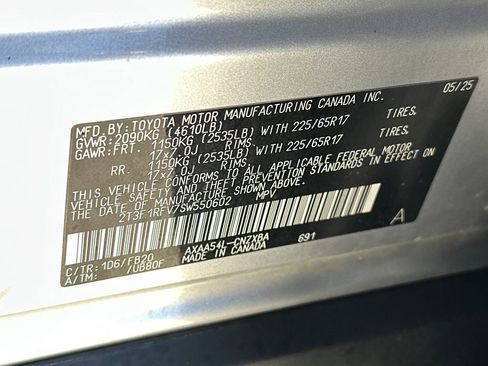 MFD.BY:TOYOTA MOTOR MANUFACTURING CANADA INC. 05/25
GVWR:2090KG (4610LB)
GAWR:FRT. 1150KG (2535LB) WITH 225/65R17 TIRES,
17x7.0J RIMS,
RR. 1150KG (2535LB) WITH 225/65R17 TIRES,
17x7.0J RIMS,
THIS VEHICLE CONFORMS TO ALL APPLICABLE FEDERAL MOTOR
VEHICLE SAFETY AND THEFT PREVENTION STANDARDS IN EFFECT ON
THE DATE OF MANUFACTURE SHOWN ABOVE.
2T3F1RFV7SW550602 MPV
A
C/TR:1D6/FB20 AXAA54L-CNZXBA 691
A/TM: /UB80F MADE IN CANADA